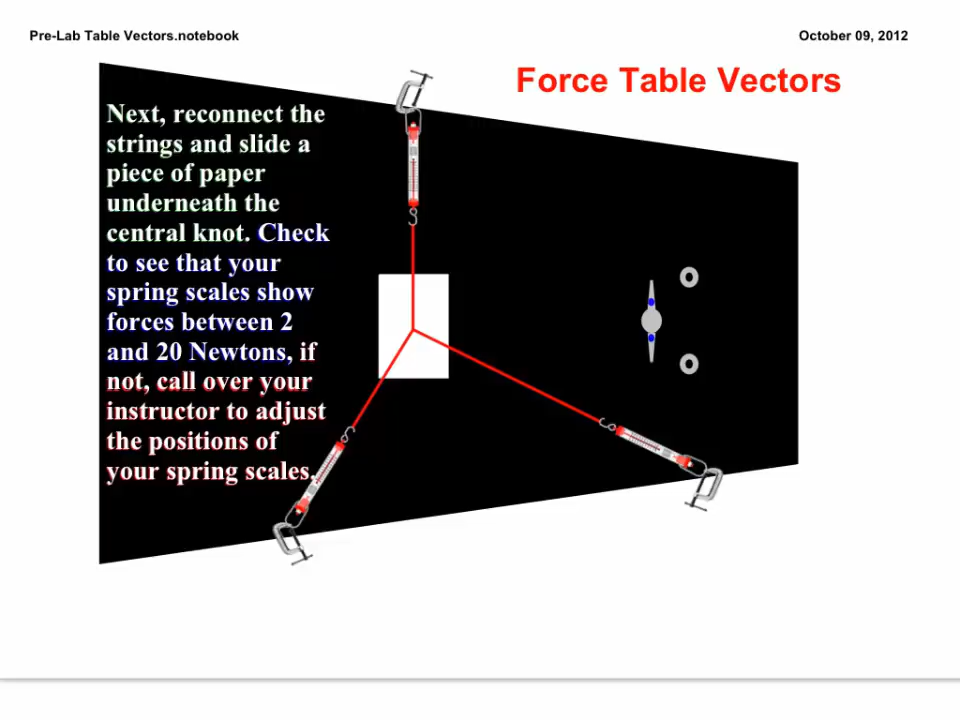 Pre-Lab Table Vectors.notebook
October 09, 2012
Force Table Vectors
Next, reconnect the
strings and slide a
piece of paper
underneath the
central knot. Check
to see that your
spring scales show
forces between 2
and 20 Newtons, if
not, call over your
instructor to adjust
the positions of
your spring scales.